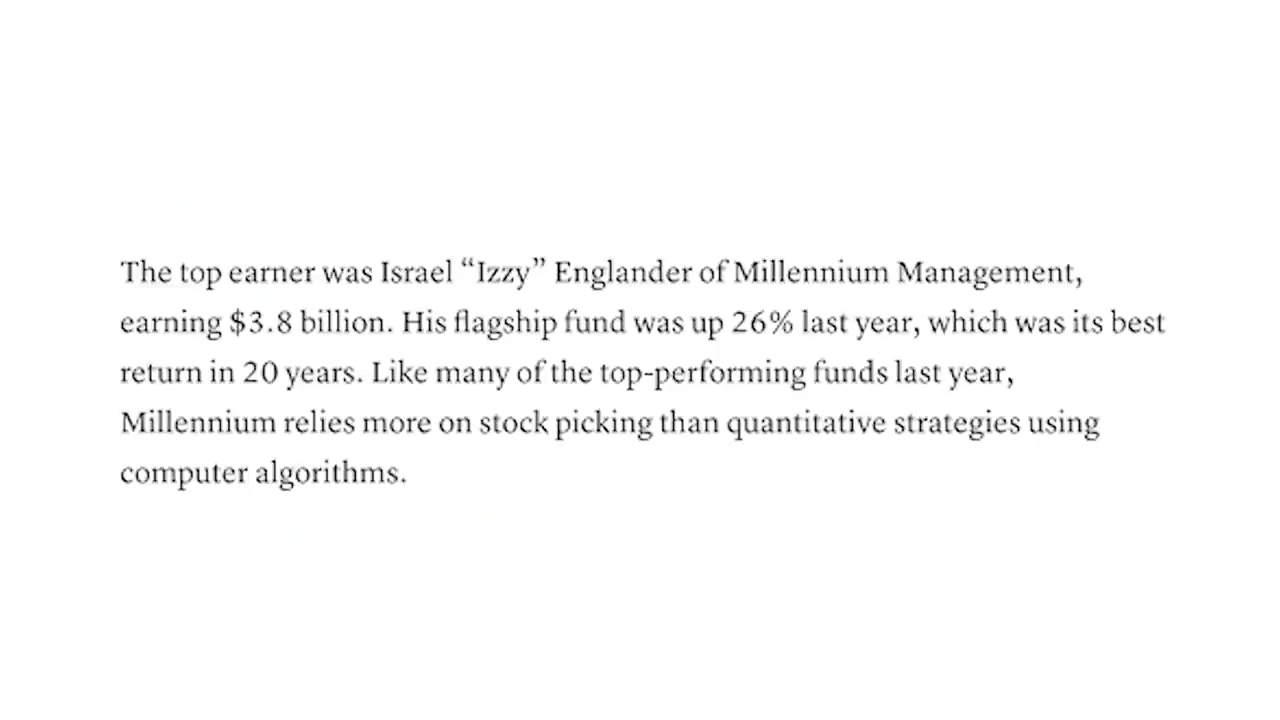 The top earner was Israel “Izzy” Englander of Millennium Management,
earning $3.8 billion. His flagship fund was up 26% last year, which was its best
return in 20 years. Like many of the top-performing funds last year,
Millennium relies more on stock picking than quantitative strategies using
computer algorithms.